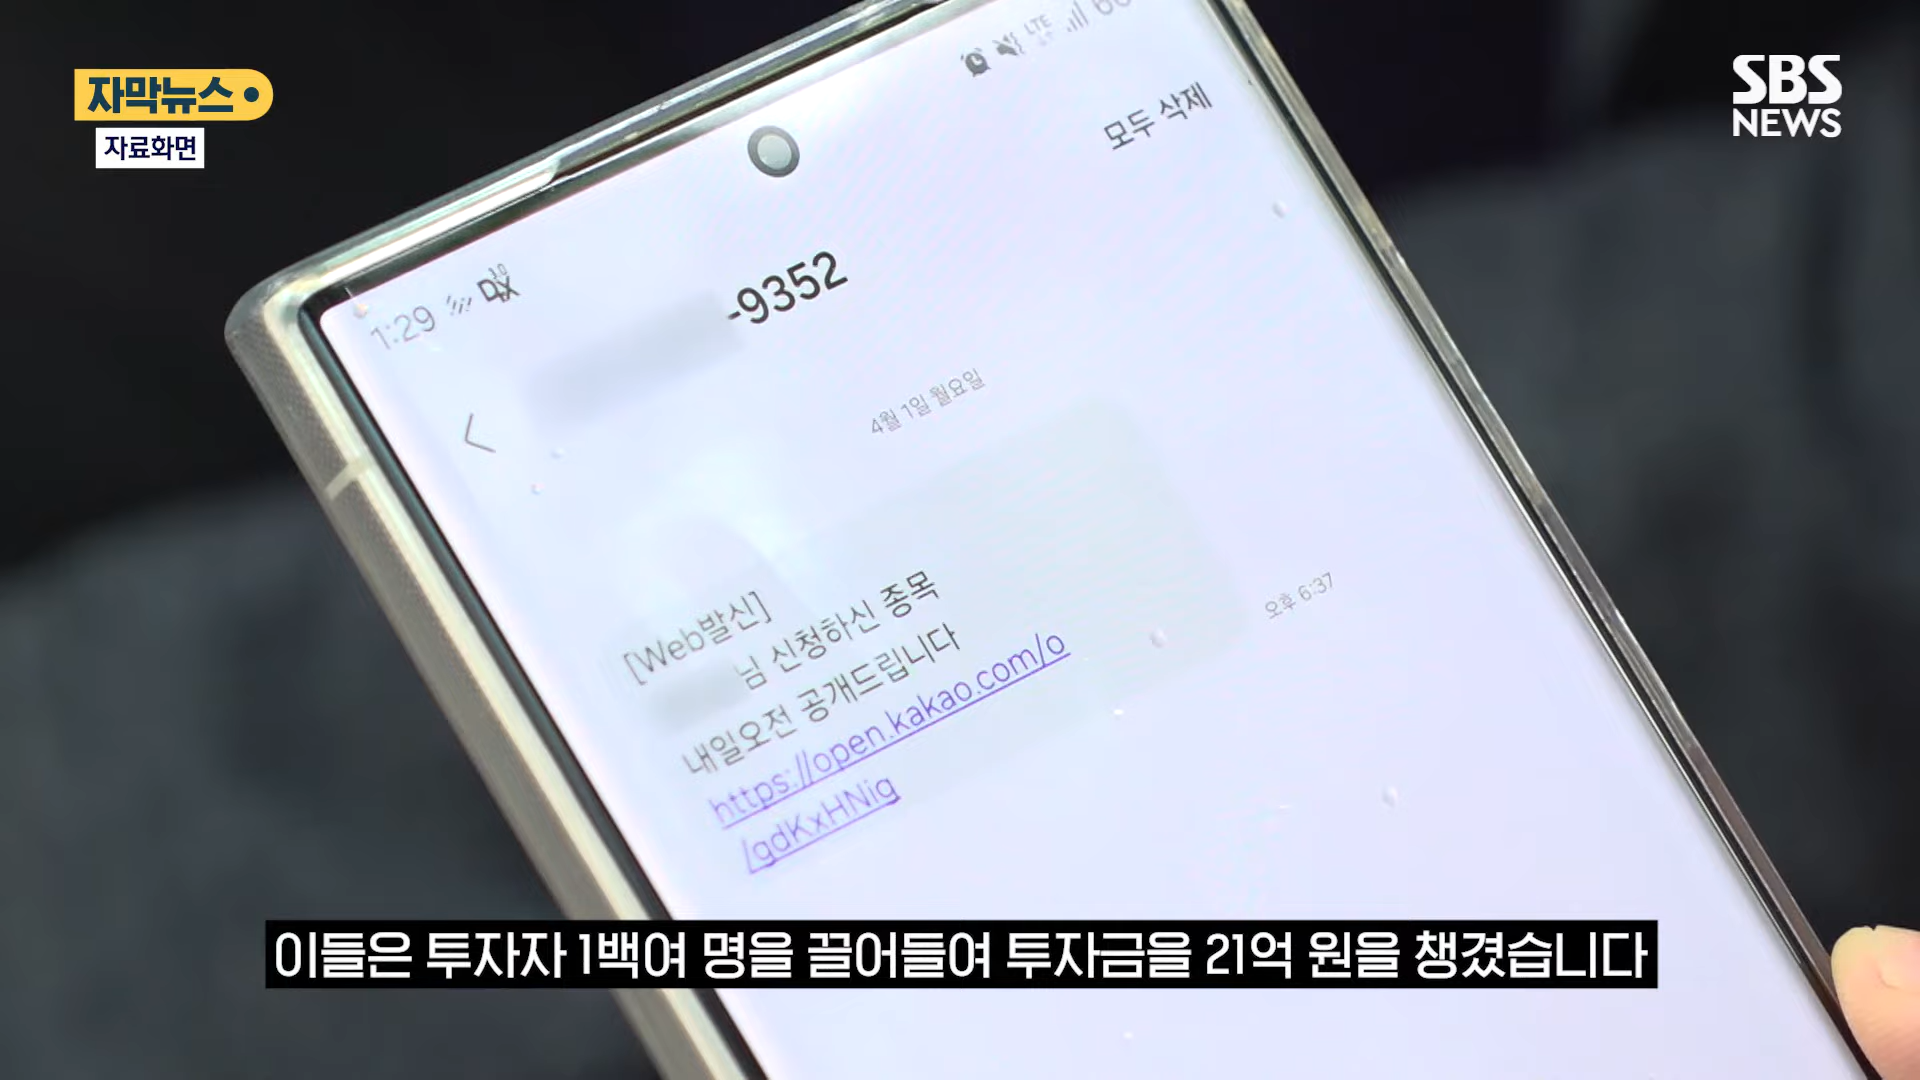 자막뉴스
자료화면
SBS
NEWS
LTE
1:29
모두 삭제
-9352
4월 1일 월요일
[Web발신]
님 신청하신 종목
내일오전 공개드립니다
https://open.kakao.com/o
/gdKxHNig
오후 6:37
이들은 투자자 1백여 명을 끌어들여 투자금을 21억 원을 챙겼습니다